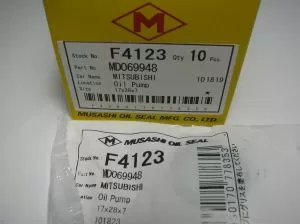 M
Stock No. F4123 Qty 10 Pcs
Part No MD069948
Car Name MITSUBISHI 101819
Location Oil Pump
Size 17x28x7
MUSASHI OIL SEAL MFG. CO., LTD.
MUSASHI OIL SEAL
Stock No. F4123
Part No MD069948
Car Name MITSUBISHI
Oil Pump
17x28x7
101823